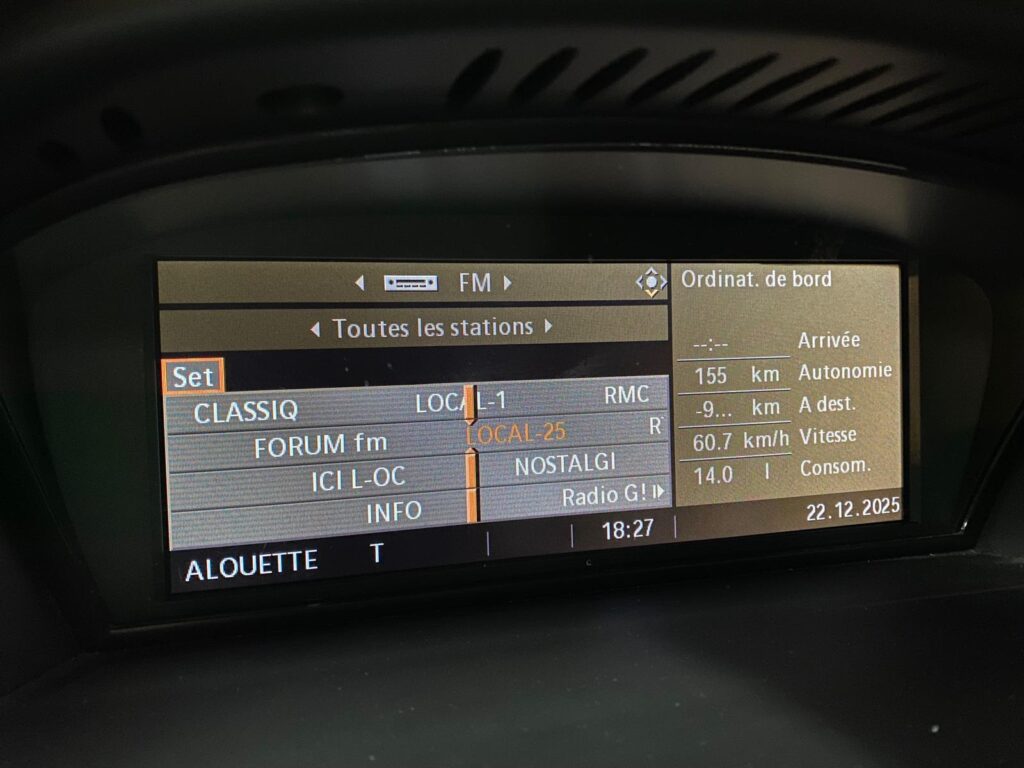 FM
Toutes les stations
Set
CLASSIQ LOCAL-1 RMC
FORUM fm LOCAL-25 R
ICI L-OC NOSTALGI
INFO Radio G!
ALOUETTE T 18:27
Ordinat. de bord
--:-- Arrivée
155 km Autonomie
-9... km A dest.
60.7 km/h Vitesse
14.0 l Consom.
22.12.2025